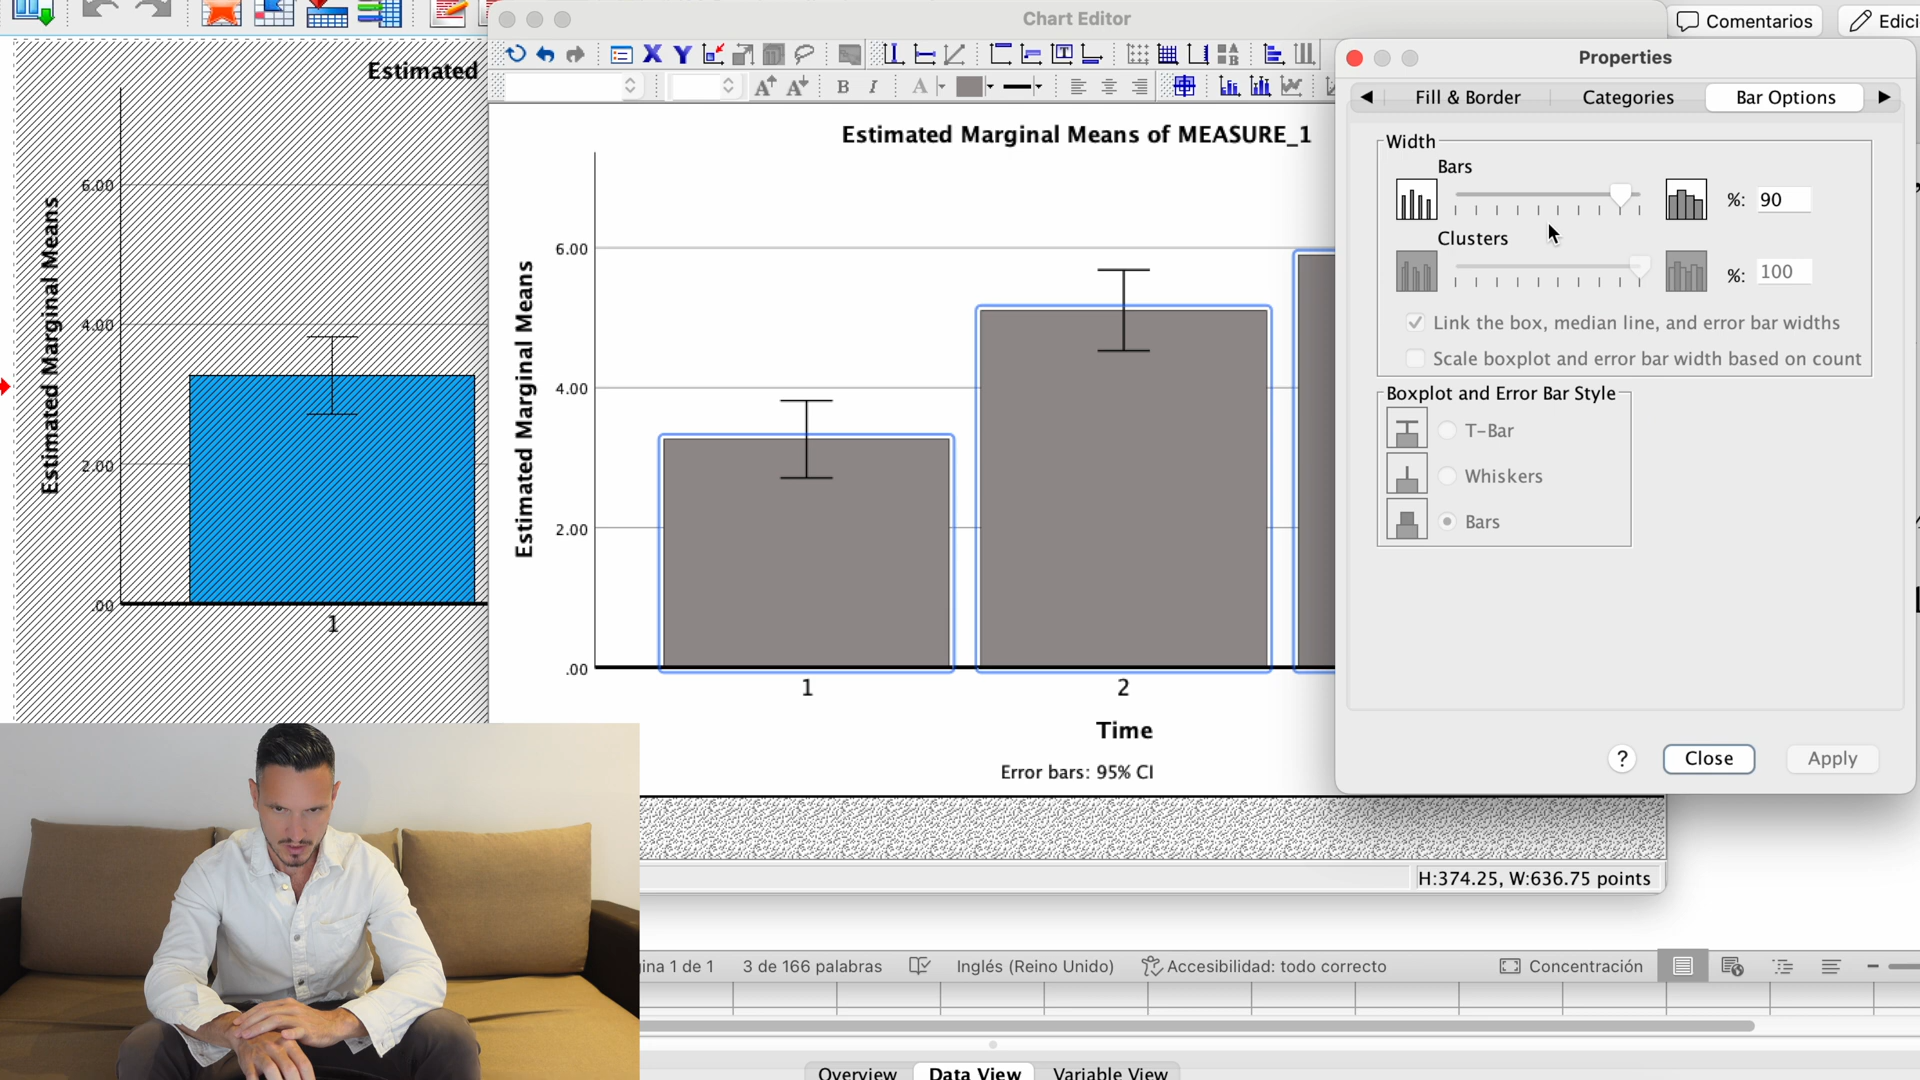 Chart Editor
Comentarios
Edici
Estimated
Properties
B
I
A
Fill & Border
Categories
Bar Options
Estimated Marginal Means of MEASURE_1
Width
Bars
%: 90
Clusters
%: 100
Link the box, median line, and error bar widths
Scale boxplot and error bar width based on count
Boxplot and Error Bar Style
T-Bar
Whiskers
Bars
?
Close
Apply
Estimated Marginal Means
6.00
4.00
2.00
.00
1
Estimated Marginal Means
6.00
4.00
2.00
.00
1
2
Time
Error bars: 95% CI
H:374.25, W:636.75 points
ina 1 de 1
3 de 166 palabras
Inglés (Reino Unido)
Accesibilidad: todo correcto
Concentración
Overview
Data View
Variable View